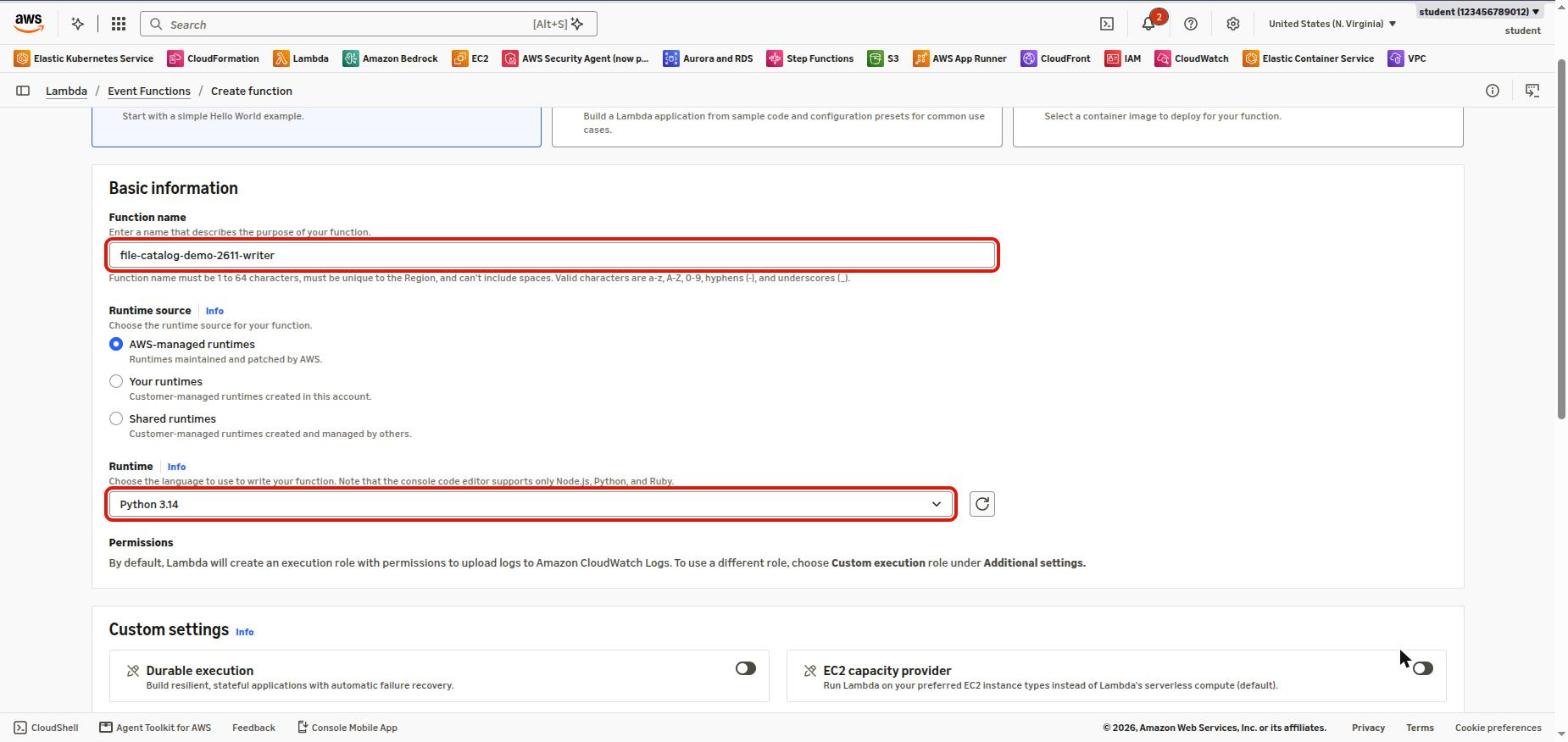 aws
Search [Alt+S]
2
United States (N. Virginia)
student (123456789012)
student
Elastic Kubernetes Service CloudFormation Lambda Amazon Bedrock EC2 AWS Security Agent (now p... Aurora and RDS Step Functions S3 AWS App Runner CloudFront IAM CloudWatch Elastic Container Service VPC
Lambda / Event Functions / Create function
Start with a simple Hello World example.
Build a Lambda application from sample code and configuration presets for common use
cases.
Select a container image to deploy for your function.
Basic information
Function name
Enter a name that describes the purpose of your function.
file-catalog-demo-2611-writer
Function name must be 1 to 64 characters, must be unique to the Region, and can't include spaces. Valid characters are a-z, A-Z, 0-9, hyphens (-), and underscores (_).
Runtime source Info
Choose the runtime source for your function.
AWS-managed runtimes
Runtimes maintained and patched by AWS.
Your runtimes
Customer-managed runtimes created in this account.
Shared runtimes
Customer-managed runtimes created and managed by others.
Runtime Info
Choose the language to use to write your function. Note that the console code editor supports only Node.js, Python, and Ruby.
Python 3.14
Permissions
By default, Lambda will create an execution role with permissions to upload logs to Amazon CloudWatch Logs. To use a different role, choose Custom execution role under Additional settings.
Custom settings Info
Durable execution
Build resilient, stateful applications with automatic failure recovery.
EC2 capacity provider
Run Lambda on your preferred EC2 instance types instead of Lambda's serverless compute (default).
CloudShell Agent Toolkit for AWS Feedback Console Mobile App © 2026, Amazon Web Services, Inc. or its affiliates. Privacy Terms Cookie preferences